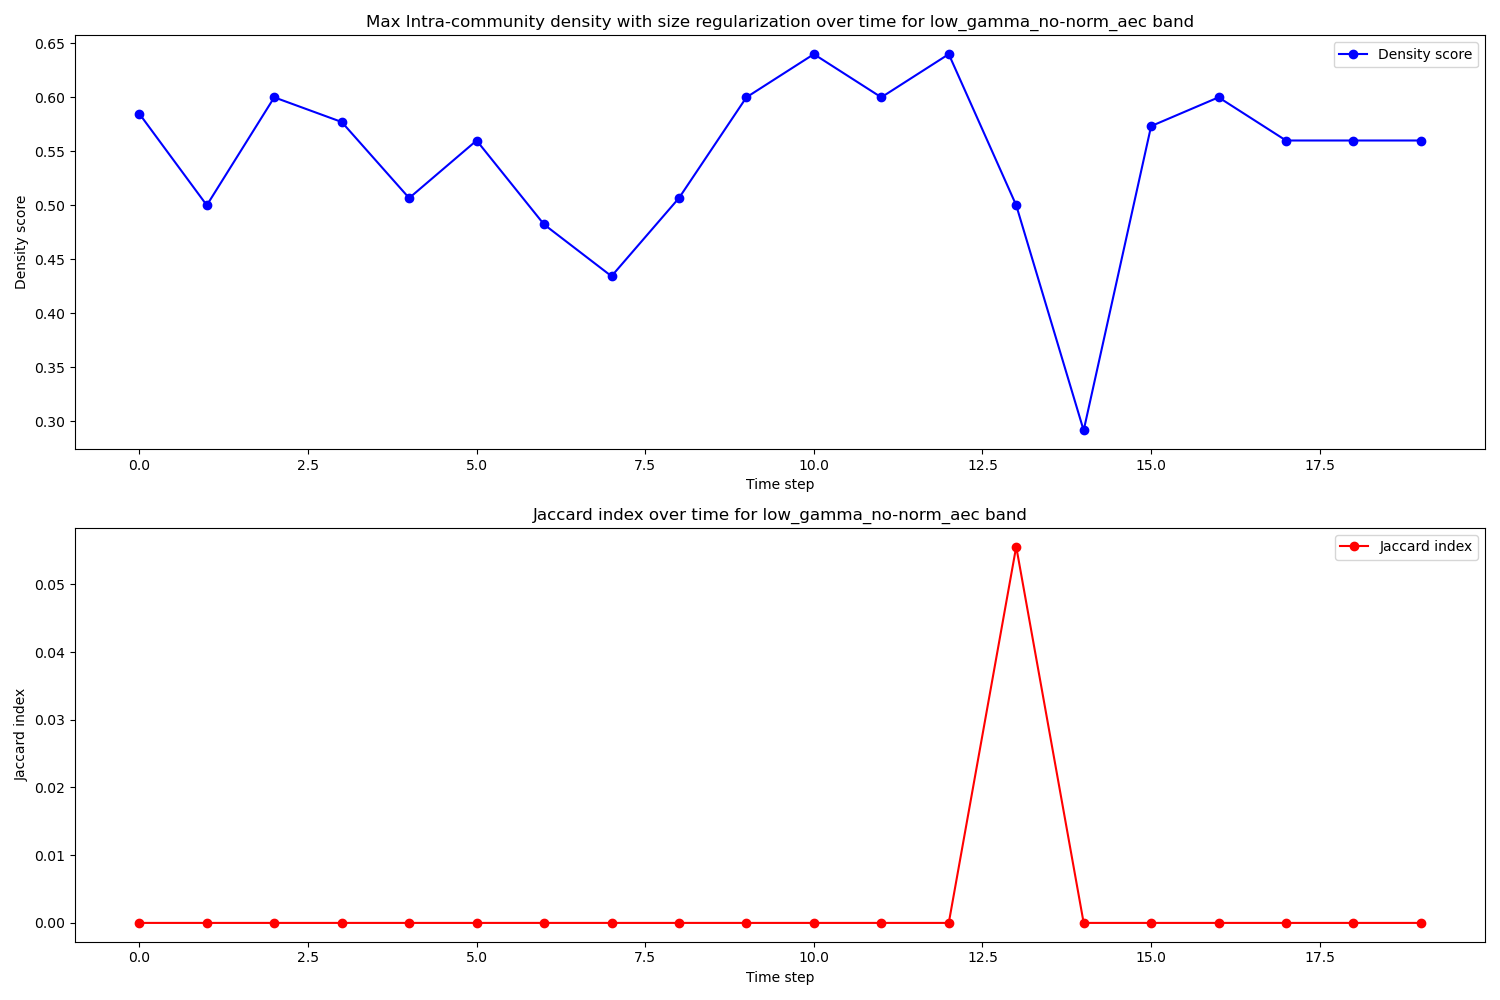 Max Intra-community density with size regularization over time for low_gamma_no-norm_aec band
Density score
0.65
0.60
0.55
0.50
0.45
0.40
0.35
0.30
Density score
0.0 2.5 5.0 7.5 10.0 12.5 15.0 17.5
Time step
Jaccard index over time for low_gamma_no-norm_aec band
Jaccard index
0.05
0.04
0.03
0.02
0.01
0.00
Jaccard index
0.0 2.5 5.0 7.5 10.0 12.5 15.0 17.5
Time step